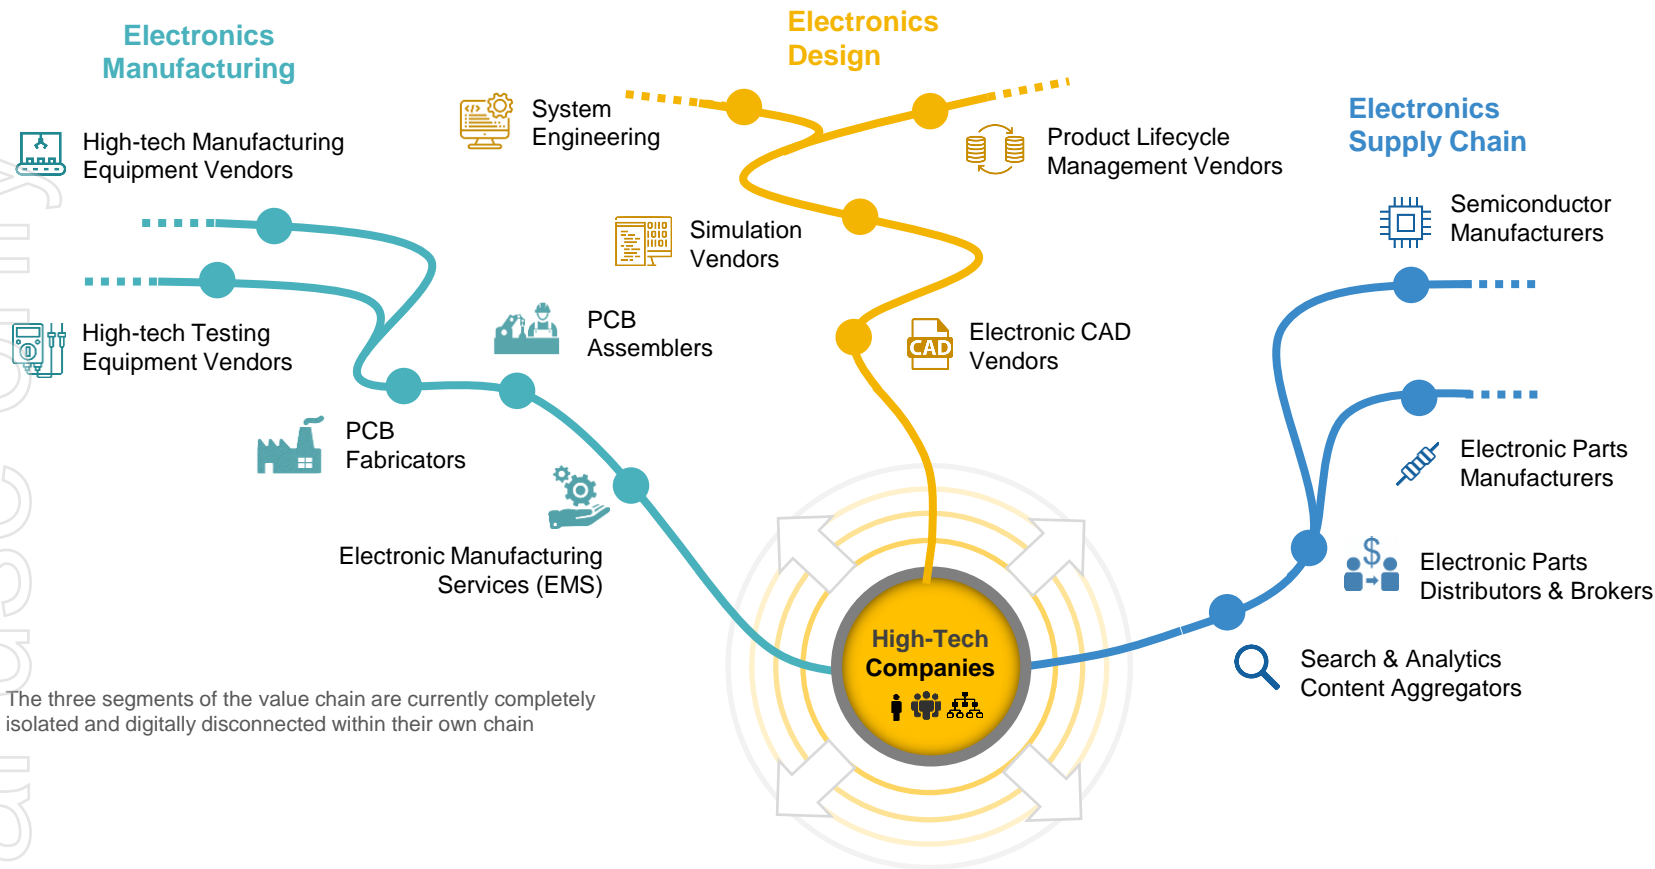 Electronics
Manufacturing
High-tech Manufacturing
Equipment Vendors
High-tech Testing
Equipment Vendors
PCB
Fabricators
PCB
Assemblers
Electronic Manufacturing
Services (EMS)
Electronics
Design
System
Engineering
Product Lifecycle
Management Vendors
Simulation
Vendors
Electronic CAD
Vendors
CAD
Electronics
Supply Chain
Semiconductor
Manufacturers
Electronic Parts
Manufacturers
Electronic Parts
Distributors & Brokers
$
Search & Analytics
Content Aggregators
High-Tech
Companies
The three segments of the value chain are currently completely
isolated and digitally disconnected within their own chain